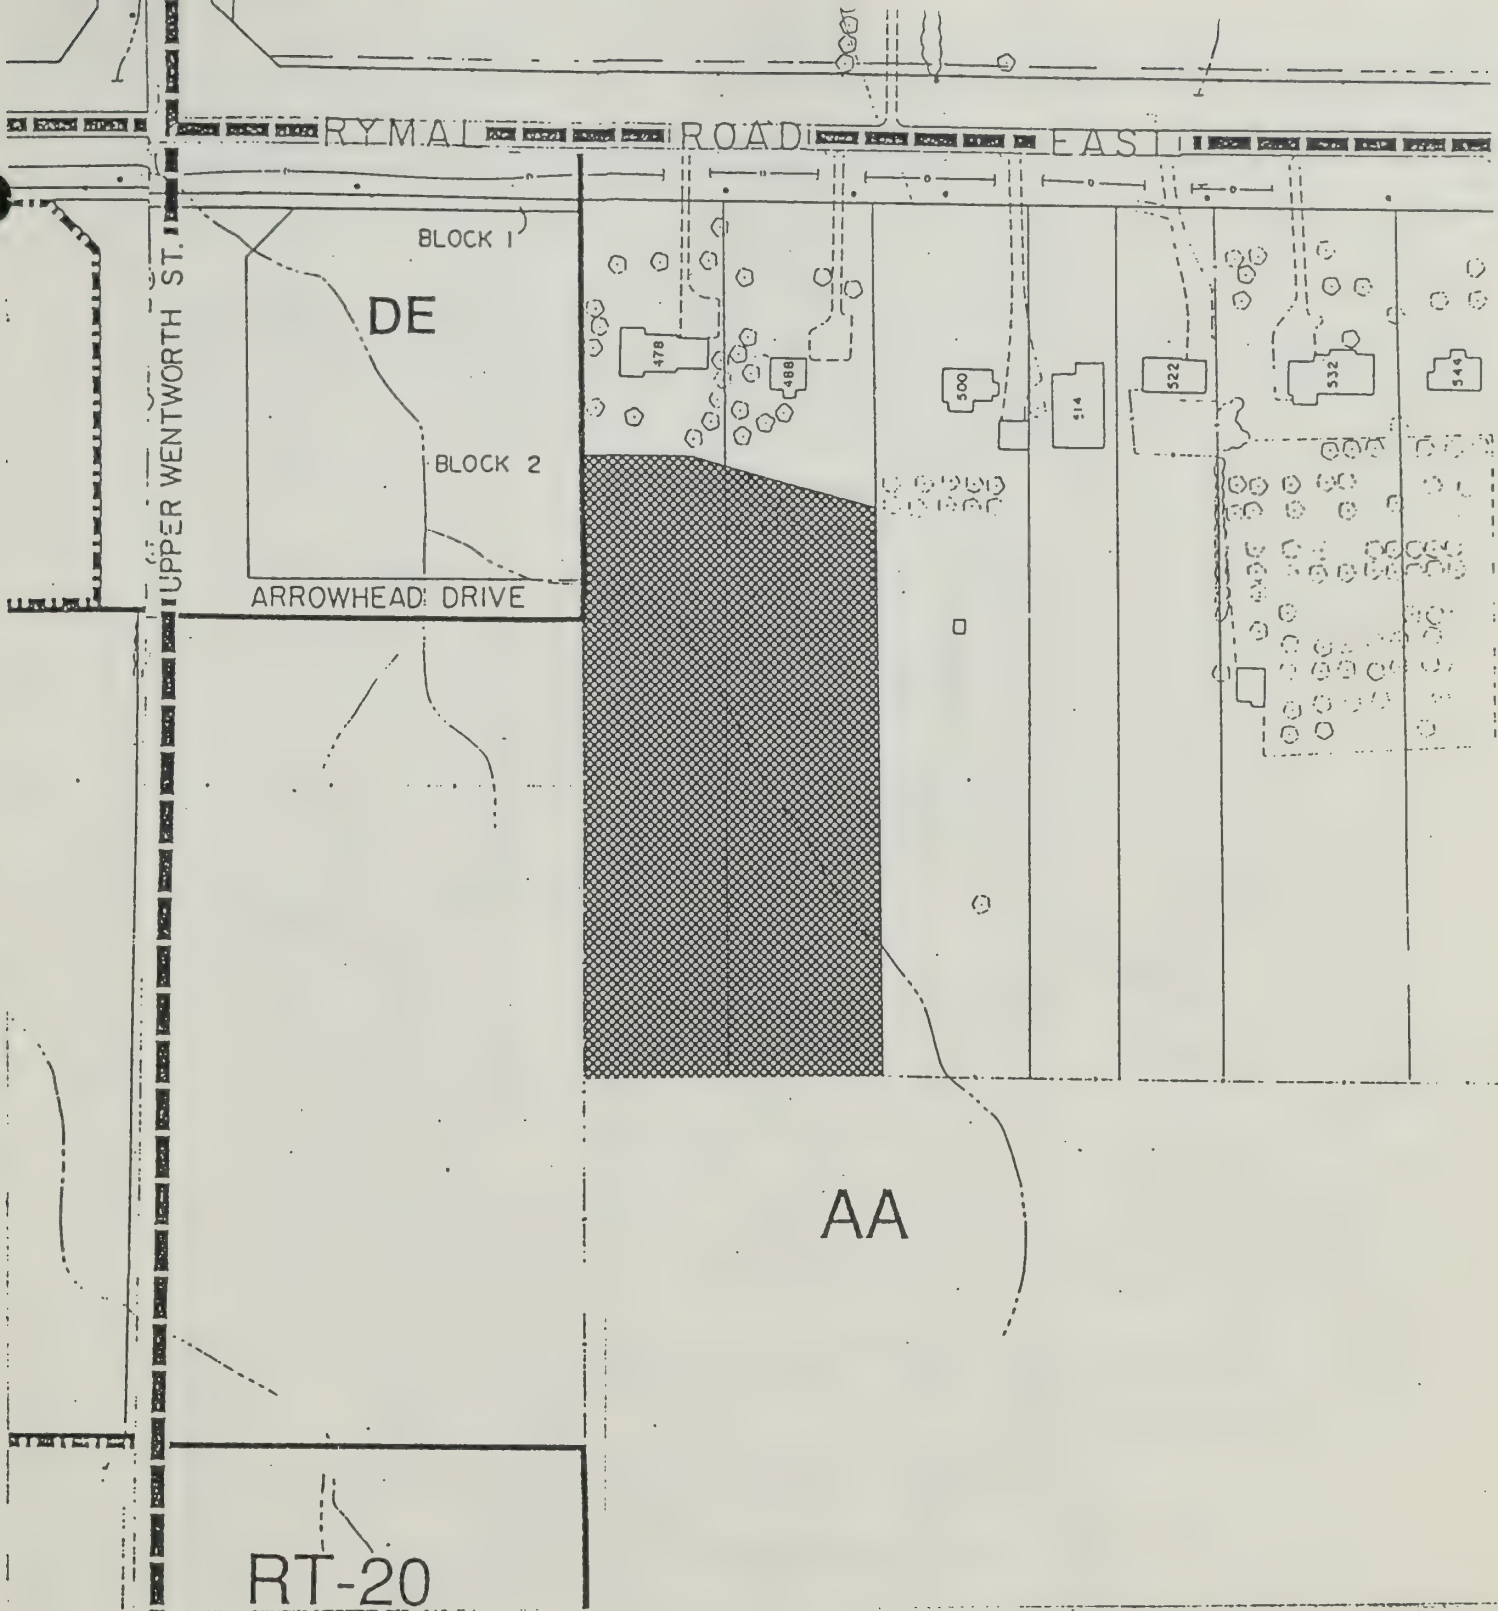 RYMAL ROAD EAST
BLOCK 1
DE
UPPER WENTWORTH ST.
478
488
500
514
522
532
544
BLOCK 2
ARROWHEAD DRIVE
AA
RT-20